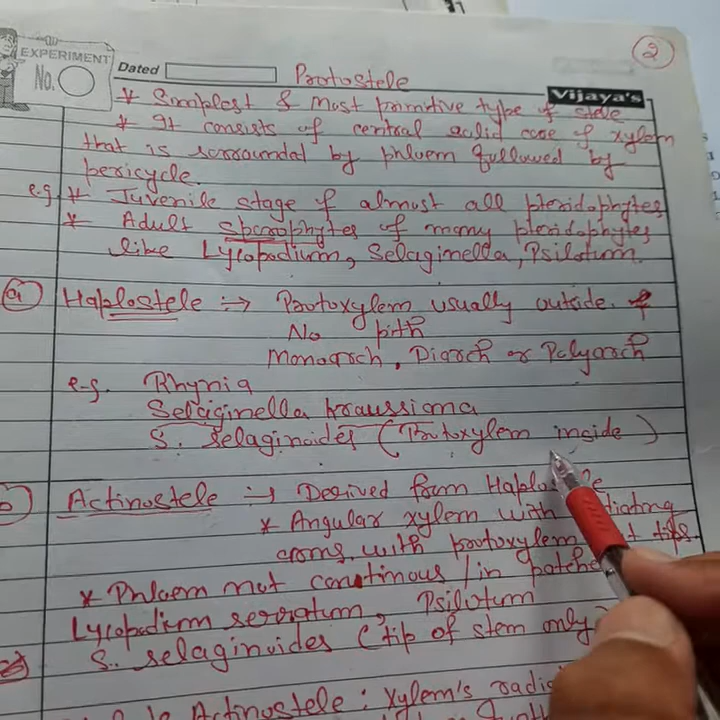 2
EXPERIMENT
No.
Dated
Protostele
Vijaya's
* Simplest & most primitive type of stele
* It consists of central solid core of xylem
that is surrounded by phloem followed by
pericycle.
e.g. * Juvenile stage of almost all pteridophytes
* Adult sporophytes of many pteridophytes
like Lycopodium, Selaginella, Psilotum.
(a) Haplostele :→ Protoxylem usually outside.
No pith
Monarch, Diarch or Polyarch
e.g. Rhynia
Selaginella kraussiana
S. selaginoides (Protoxylem inside)
b) Actinostele :→ Derived from
* Angular xylem with
arms with protoxylem at tips
* Phloem not continous / in
Lycopodium serratum, Psilotum
S. selaginoides (tip of stem only)
Actinostele : Xylem's